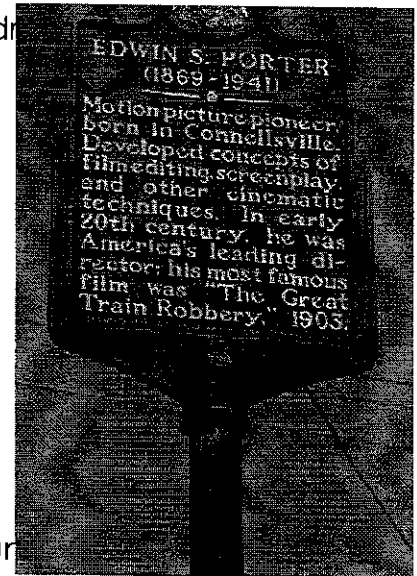 EDWIN S. PORTER
(1869-1941)
Motion picture pioneer,
born in Connellsville.
Developed concepts of
film editing, screenplay,
and other cinematic
techniques. In early
20th century, he was
America's leading di-
rector; his most famous
film was "The Great
Train Robbery," 1903.